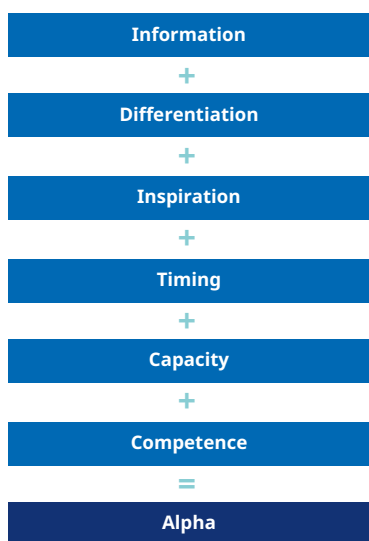 Information
+
Differentiation
+
Inspiration
+
Timing
+
Capacity
+
Competence
=
Alpha